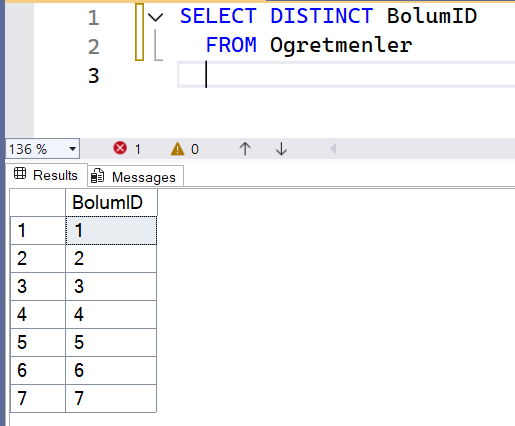 1 SELECT DISTINCT BolumID
2 FROM Ogretmenler
3
136 % 1 0
Results Messages
BolumID
1 1
2 2
3 3
4 4
5 5
6 6
7 7